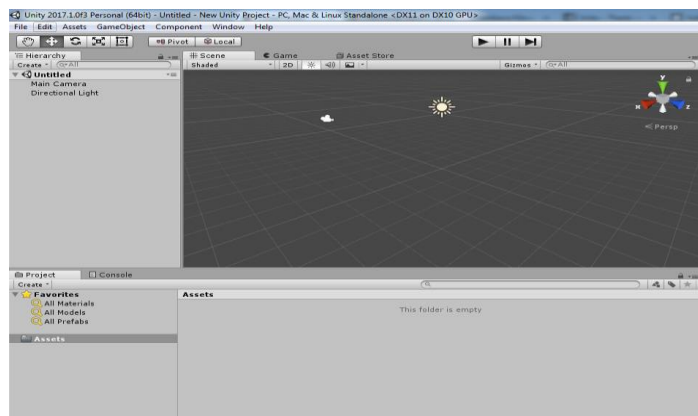 Unity 2017.1.0f3 Personal (64bit) - Untitled - New Unity Project - PC, Mac & Linux Standalone <DX11 on DX10 GPU>
File Edit Assets GameObject Component Window Help
Pivot Local
Hierarchy
Create All
Untitled
Main Camera
Directional Light
Scene Game Asset Store
Shaded 2D Gizmos All
y
x z
Persp
Project Console
Create
Favorites
All Materials
All Models
All Prefabs
Assets
Assets
This folder is empty